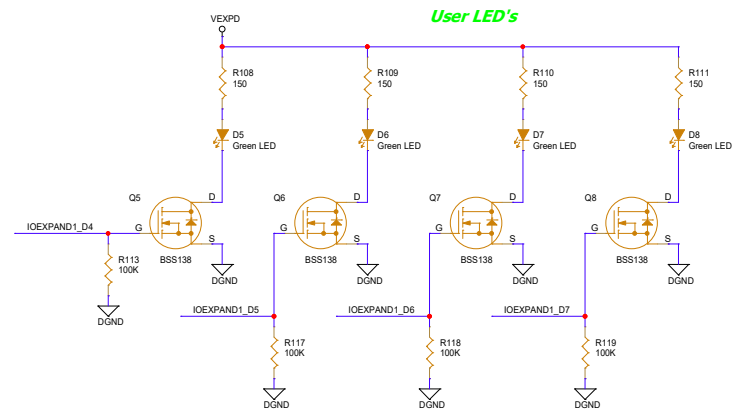 User LED's
VEXPD
R108
150
R109
150
R110
150
R111
150
D5
Green LED
D6
Green LED
D7
Green LED
D8
Green LED
Q5
D
G
S
BSS138
Q6
D
G
S
BSS138
Q7
D
G
S
BSS138
Q8
D
G
S
BSS138
IOEXPAND1_D4
R113
100K
DGND
DGND
DGND
DGND
DGND
IOEXPAND1_D5
IOEXPAND1_D6
IOEXPAND1_D7
R117
100K
R118
100K
R119
100K
DGND
DGND
DGND